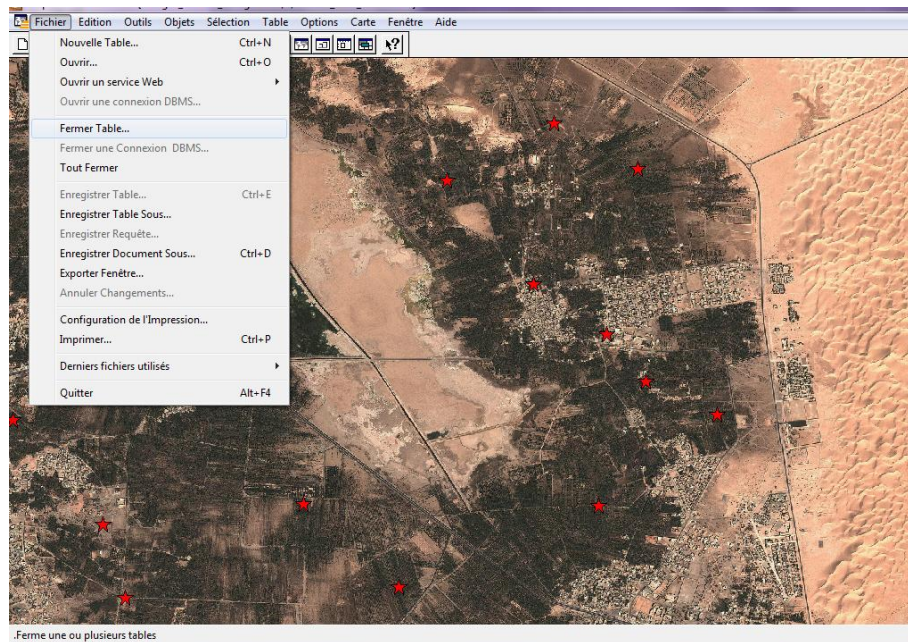 Fichier Edition Outils Objets Sélection Table Options Carte Fenêtre Aide
Nouvelle Table... Ctrl+N
Ouvrir... Ctrl+O
Ouvrir un service Web
Ouvrir une connexion DBMS...
Fermer Table...
Fermer une Connexion DBMS...
Tout Fermer
Enregistrer Table... Ctrl+E
Enregistrer Table Sous...
Enregistrer Requête...
Enregistrer Document Sous... Ctrl+D
Exporter Fenêtre...
Annuler Changements...
Configuration de l'Impression...
Imprimer... Ctrl+P
Derniers fichiers utilisés
Quitter Alt+F4
.Ferme une ou plusieurs tables